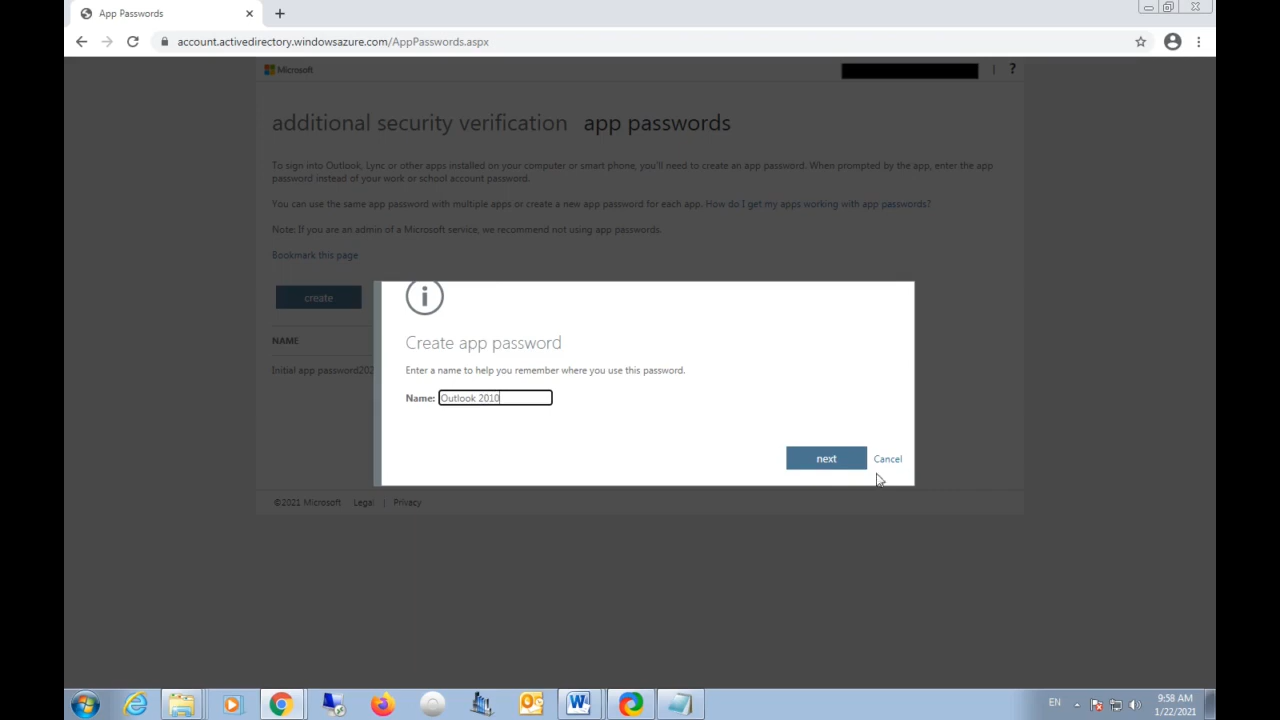 App Passwords
account.activedirectory.windowsazure.com/AppPasswords.aspx
Microsoft
| ?
additional security verification app passwords
To sign into Outlook, Lync or other apps installed on your computer or smart phone, you'll need to create an app password. When prompted by the app, enter the app
password instead of your work or school account password.
You can use the same app password with multiple apps or create a new app password for each app. How do I get my apps working with app passwords?
Note: If you are an admin of a Microsoft service, we recommend not using app passwords.
Bookmark this page
create
NAME
Initial app password202
Create app password
Enter a name to help you remember where you use this password.
Name: Outlook 2010
next Cancel
©2021 Microsoft Legal | Privacy
EN
9:58 AM
1/22/2021